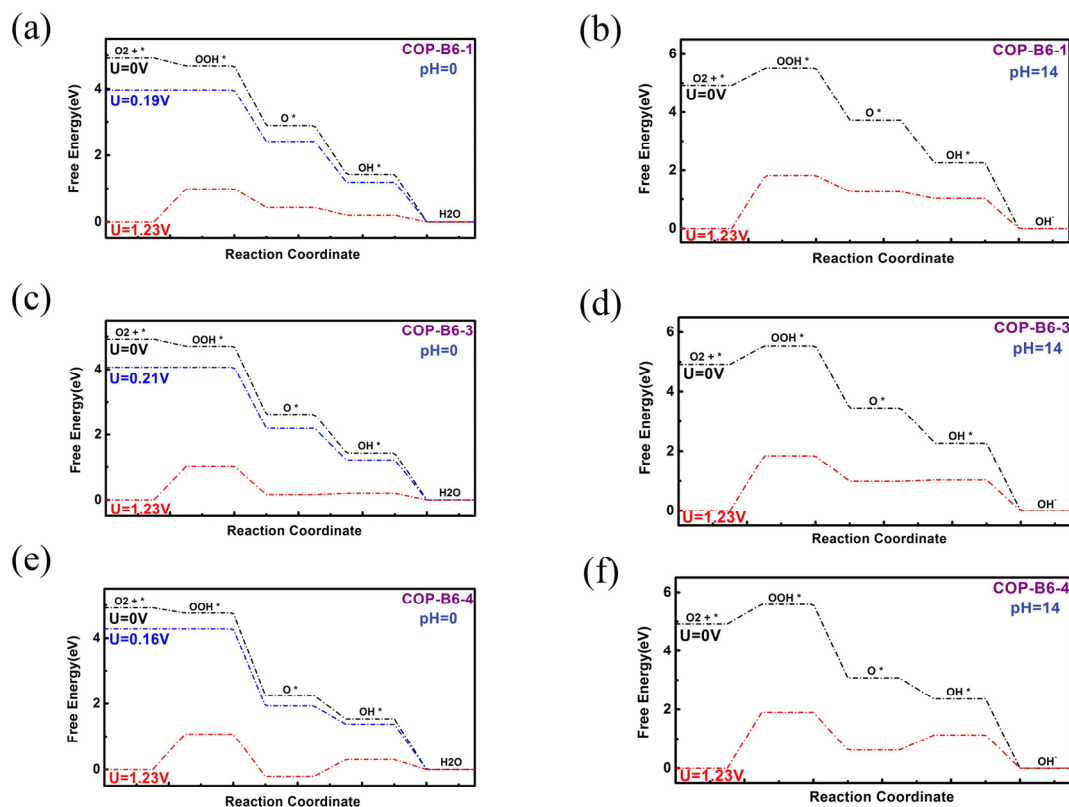 (a)
COP-B6-1
pH=0
O2 + *
U=0V
OOH *
U=0.19V
O *
OH *
H2O
U=1.23V
4
2
0
Free Energy(eV)
Reaction Coordinate
(b)
COP-B6-1
pH=14
O2 + *
U=0V
OOH *
O *
OH *
OH-
U=1.23V
6
4
2
0
Free Energy(eV)
Reaction Coordinate
(c)
COP-B6-3
pH=0
O2 + *
U=0V
OOH *
U=0.21V
O *
OH *
H2O
U=1.23V
4
2
0
Free Energy(eV)
Reaction Coordinate
(d)
COP-B6-3
pH=14
O2 + *
U=0V
OOH *
O *
OH *
OH-
U=1.23V
6
4
2
0
Free Energy(eV)
Reaction Coordinate
(e)
COP-B6-4
pH=0
O2 + *
U=0V
OOH *
U=0.16V
O *
OH *
H2O
U=1.23V
4
2
0
Free Energy(eV)
Reaction Coordinate
(f)
COP-B6-4
pH=14
O2 + *
U=0V
OOH *
O *
OH *
OH-
U=1.23V
6
4
2
0
Free Energy(eV)
Reaction Coordinate